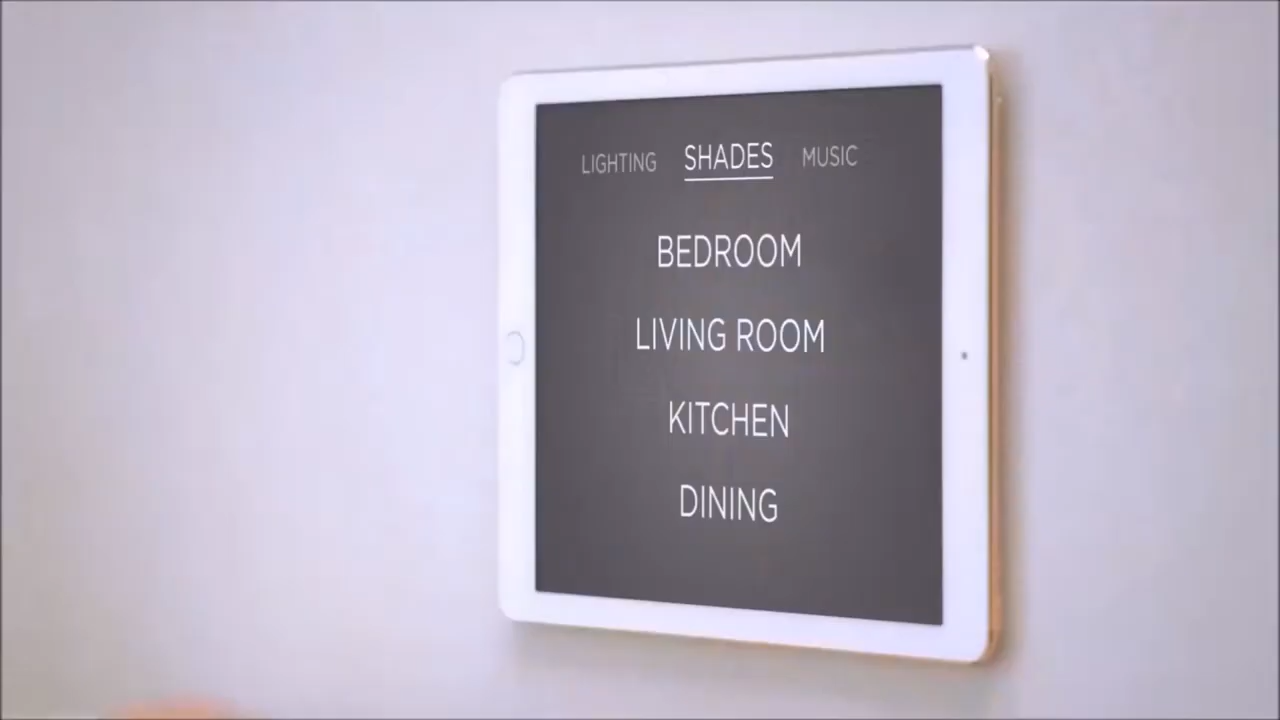 LIGHTING SHADES MUSIC
BEDROOM
LIVING ROOM
KITCHEN
DINING